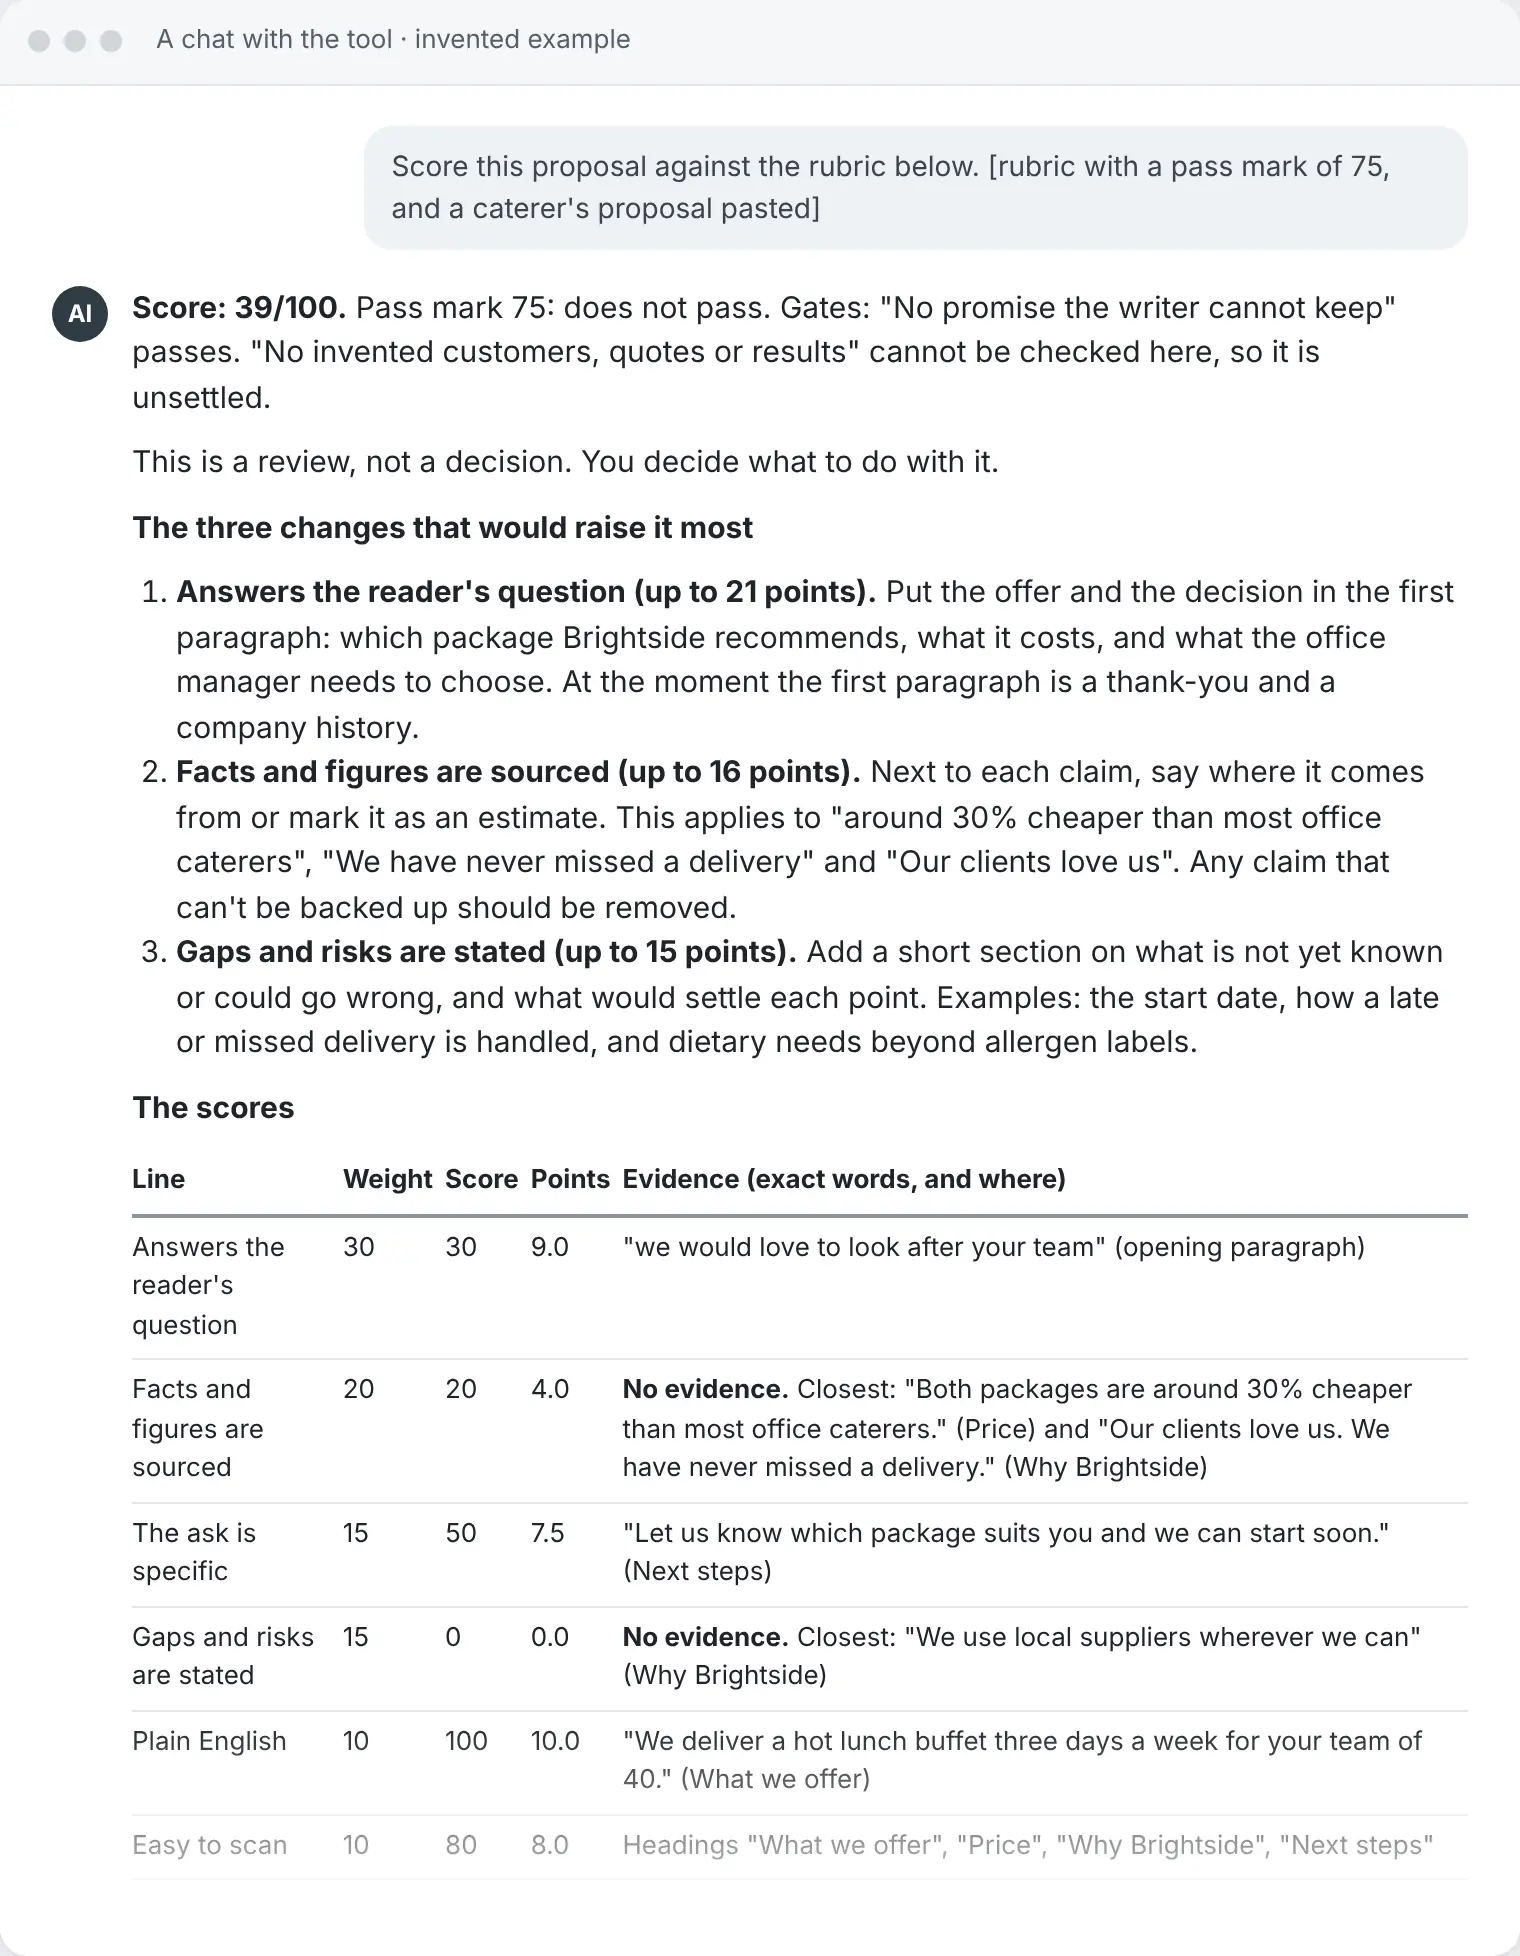 A chat with the tool · invented example
Score this proposal against the rubric below. [rubric with a pass mark of 75,
and a caterer's proposal pasted]
AI
Score: 39/100. Pass mark 75: does not pass. Gates: "No promise the writer cannot keep"
passes. "No invented customers, quotes or results" cannot be checked here, so it is
unsettled.
This is a review, not a decision. You decide what to do with it.
The three changes that would raise it most
1. Answers the reader's question (up to 21 points). Put the offer and the decision in the first
paragraph: which package Brightside recommends, what it costs, and what the office
manager needs to choose. At the moment the first paragraph is a thank-you and a
company history.
2. Facts and figures are sourced (up to 16 points). Next to each claim, say where it comes
from or mark it as an estimate. This applies to "around 30% cheaper than most office
caterers", "We have never missed a delivery" and "Our clients love us". Any claim that
can't be backed up should be removed.
3. Gaps and risks are stated (up to 15 points). Add a short section on what is not yet known
or could go wrong, and what would settle each point. Examples: the start date, how a late
or missed delivery is handled, and dietary needs beyond allergen labels.
The scores
Line Weight Score Points Evidence (exact words, and where)
Answers the 30 30 9.0 "we would love to look after your team" (opening paragraph)
reader's
question
Facts and 20 20 4.0 No evidence. Closest: "Both packages are around 30% cheaper
figures are than most office caterers." (Price) and "Our clients love us. We
sourced have never missed a delivery." (Why Brightside)
The ask is 15 50 7.5 "Let us know which package suits you and we can start soon."
specific (Next steps)
Gaps and risks 15 0 0.0 No evidence. Closest: "We use local suppliers wherever we can"
are stated (Why Brightside)
Plain English 10 100 10.0 "We deliver a hot lunch buffet three days a week for your team of
40." (What we offer)
Easy to scan 10 80 8.0 Headings "What we offer", "Price", "Why Brightside", "Next steps"